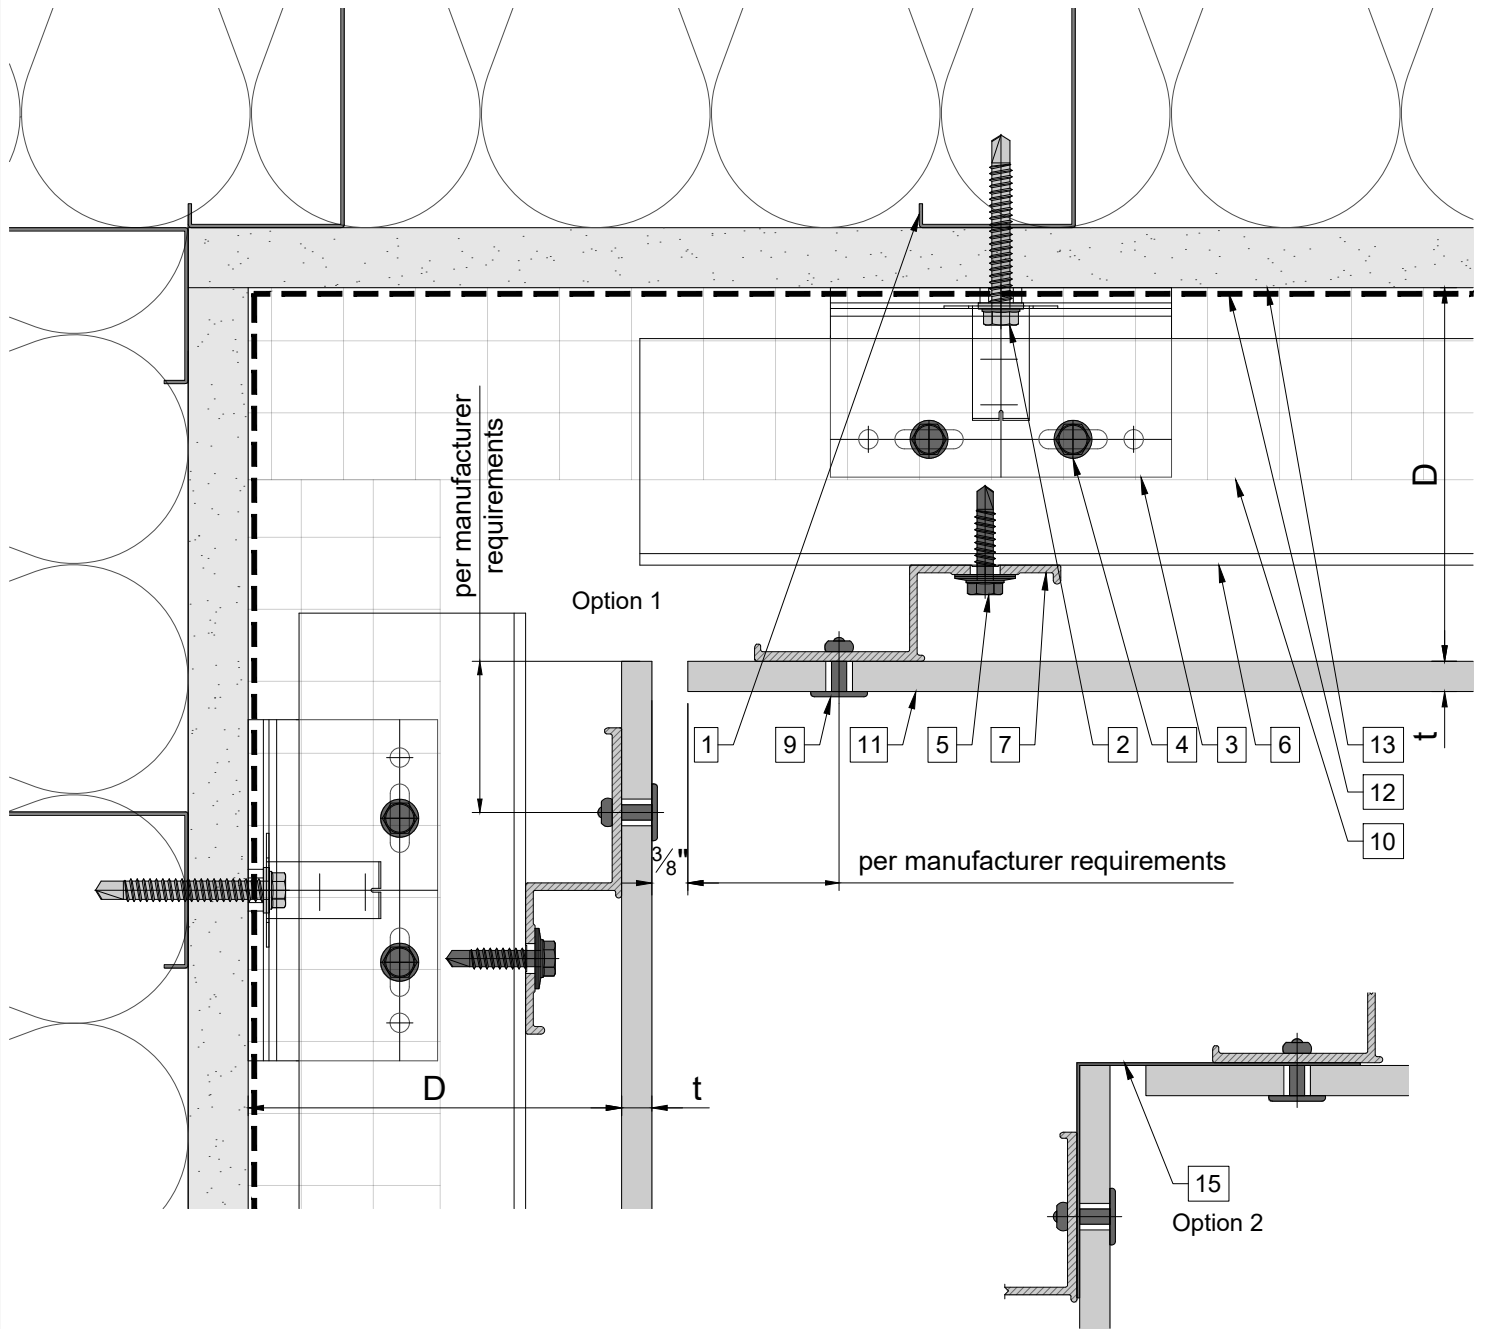 per manufacturer
requirements
Option 1
D
1
9
11
5
7
2
4
3
6
13
t
12
10
3/8"
per manufacturer requirements
D
t
15
Option 2